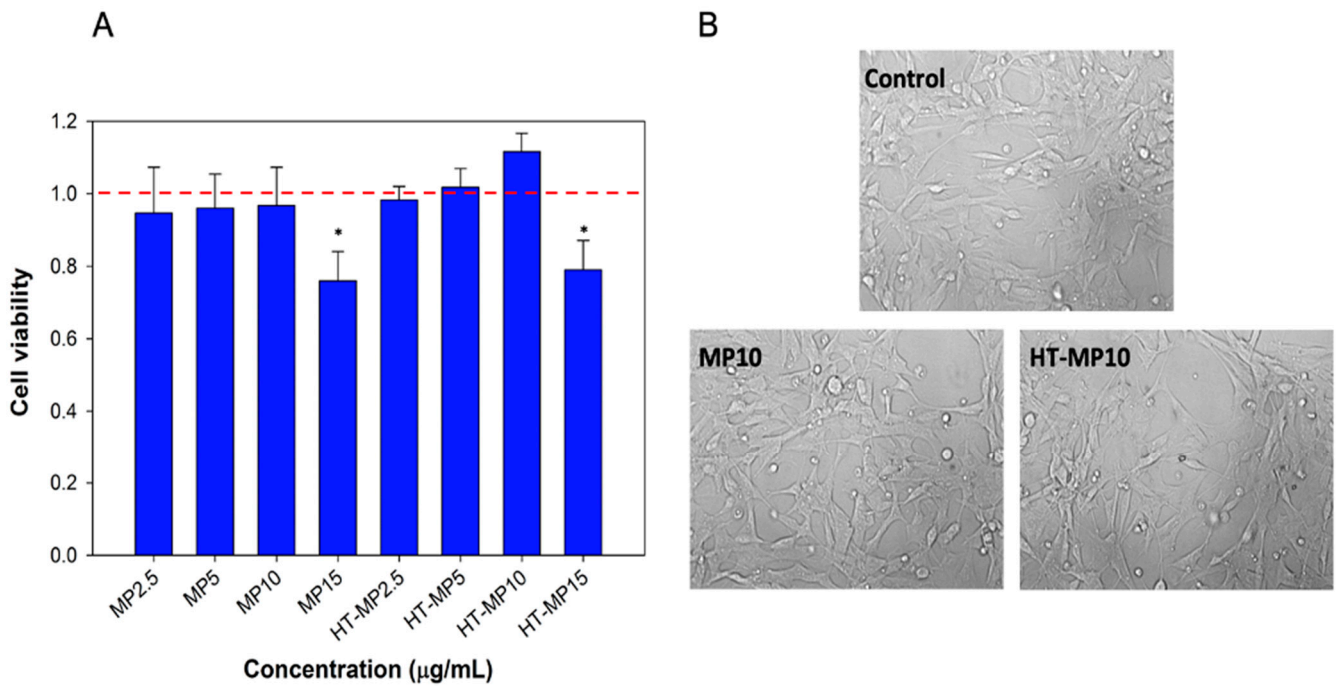 A
B
Cell viability
1.2
1.0
0.8
0.6
0.4
0.2
0.0
*
*
MP2.5
MP5
MP10
MP15
HT-MP2.5
HT-MP5
HT-MP10
HT-MP15
Concentration (μg/mL)
Control
MP10
HT-MP10